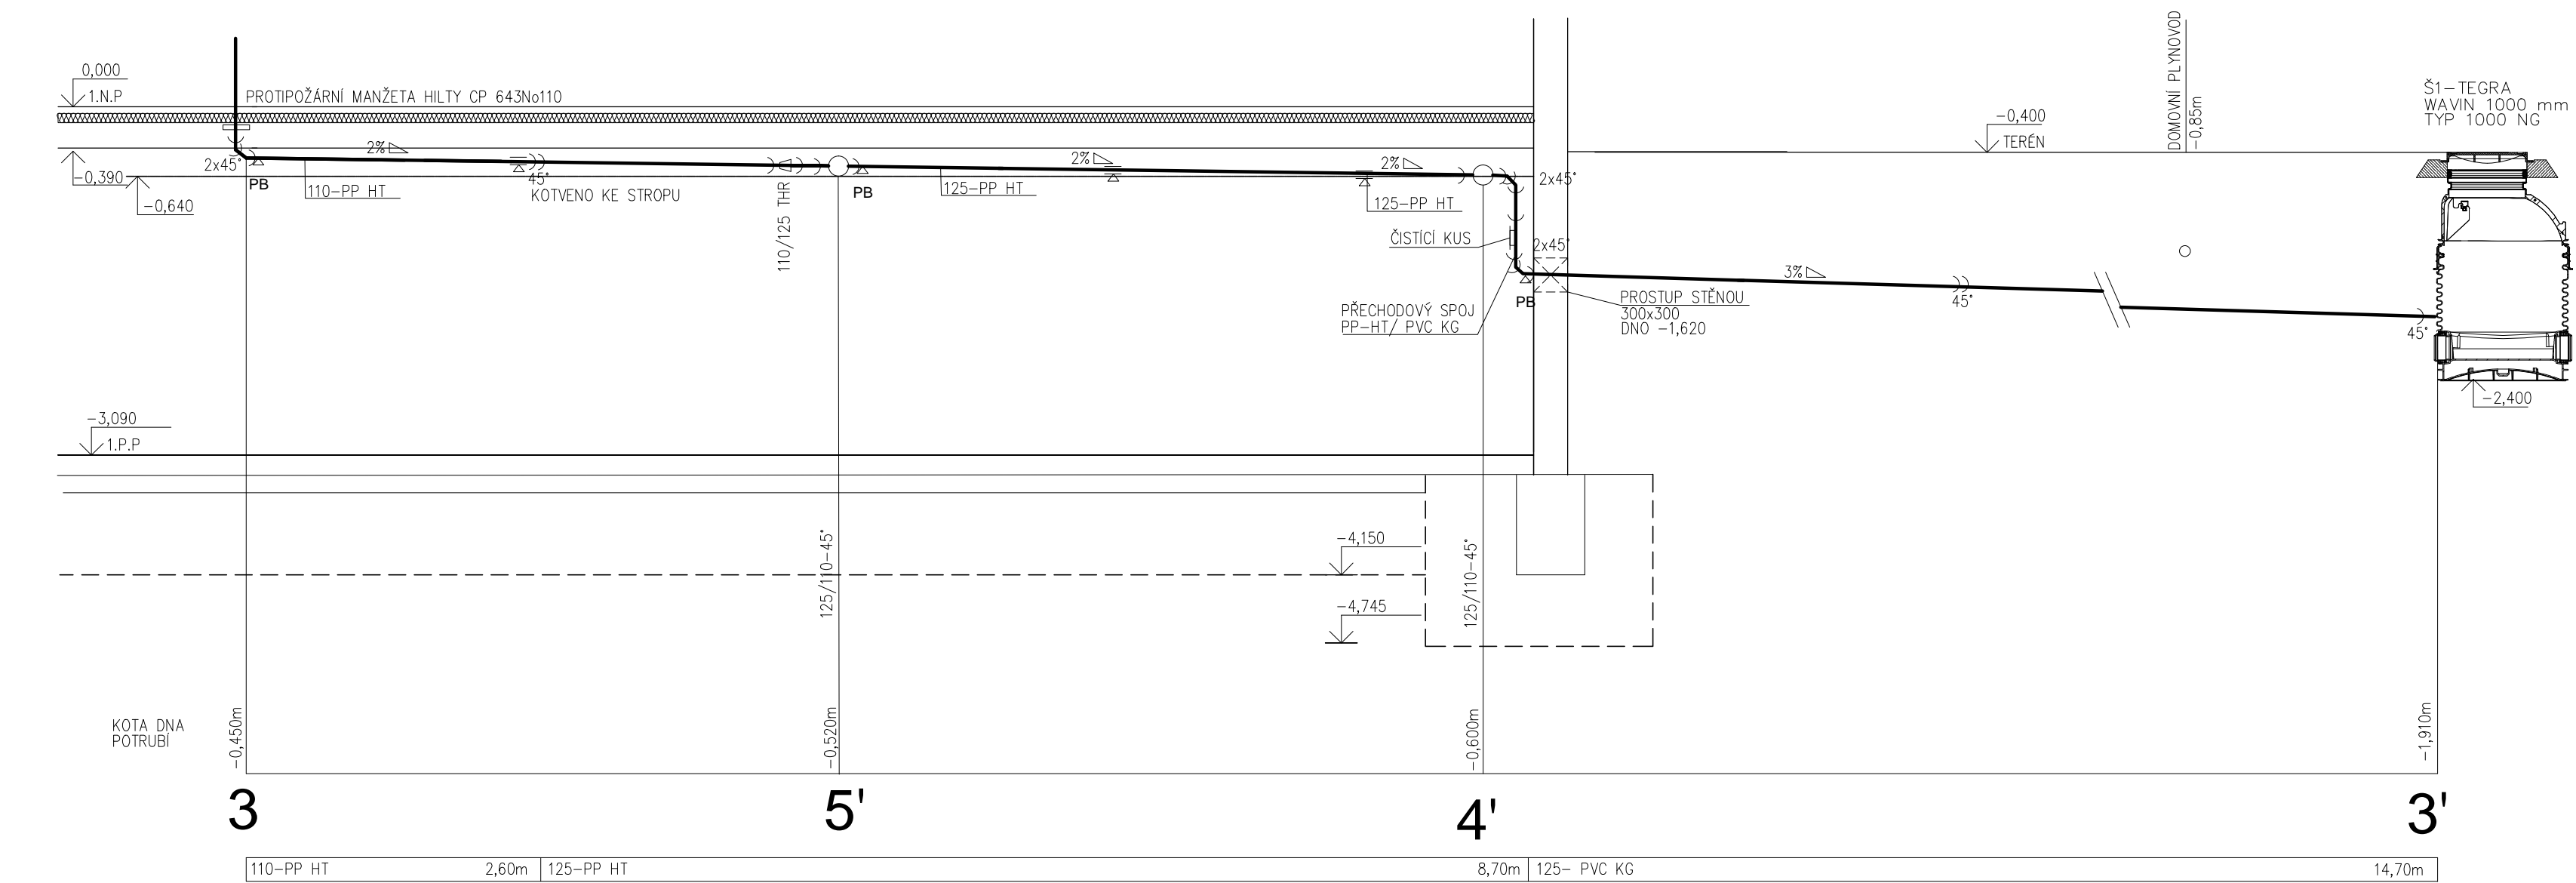 0,000
1.N.P
PROTIPOŽÁRNÍ MANŽETA HILTY CP 643No110
2x45°
PB
-0,390
-0,640
2%
110-PP HT
45°
KOTVENO KE STROPU
110/125 THR
PB
125-PP HT
2%
2%
125-PP HT
2x45°
ČISTÍCÍ KUS
2x45°
PŘECHODOVÝ SPOJ
PP-HT/ PVC KG
PB
PROSTUP STĚNOU
300x300
DNO -1,620
3%
45°
-0,400
TERÉN
DOMOVNÍ PLYNOVOD
-0,85m
Š1-TEGRA
WAVIN 1000 mm
TYP 1000 NG
45°
-2,400
-3,090
1.P.P
-4,150
-4,745
125/110-45°
125/110-45°
KOTA DNA
POTRUBÍ
-0,450m
-0,520m
-0,600m
-1,910m
3
5'
4'
3'
110-PP HT 2,60m
125-PP HT 8,70m
125- PVC KG 14,70m